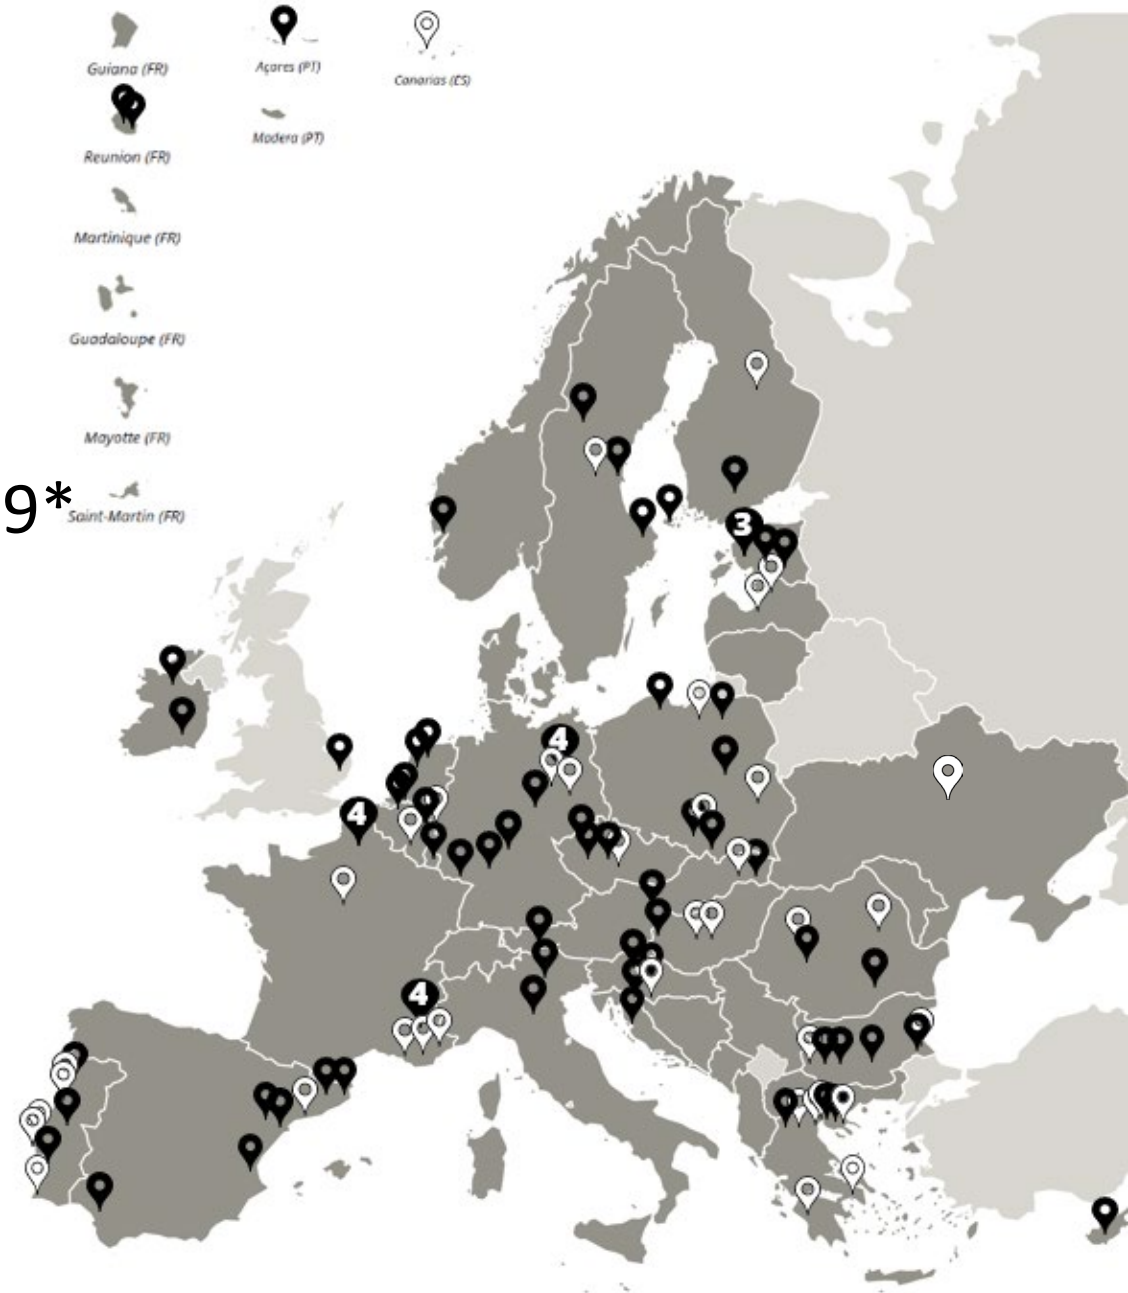 Guiana (FR)
Açores (PT)
Canarias (ES)
Madera (PT)
Reunion (FR)
Martinique (FR)
Guadaloupe (FR)
Mayotte (FR)
9*
Saint-Martin (FR)
3
4
4
4